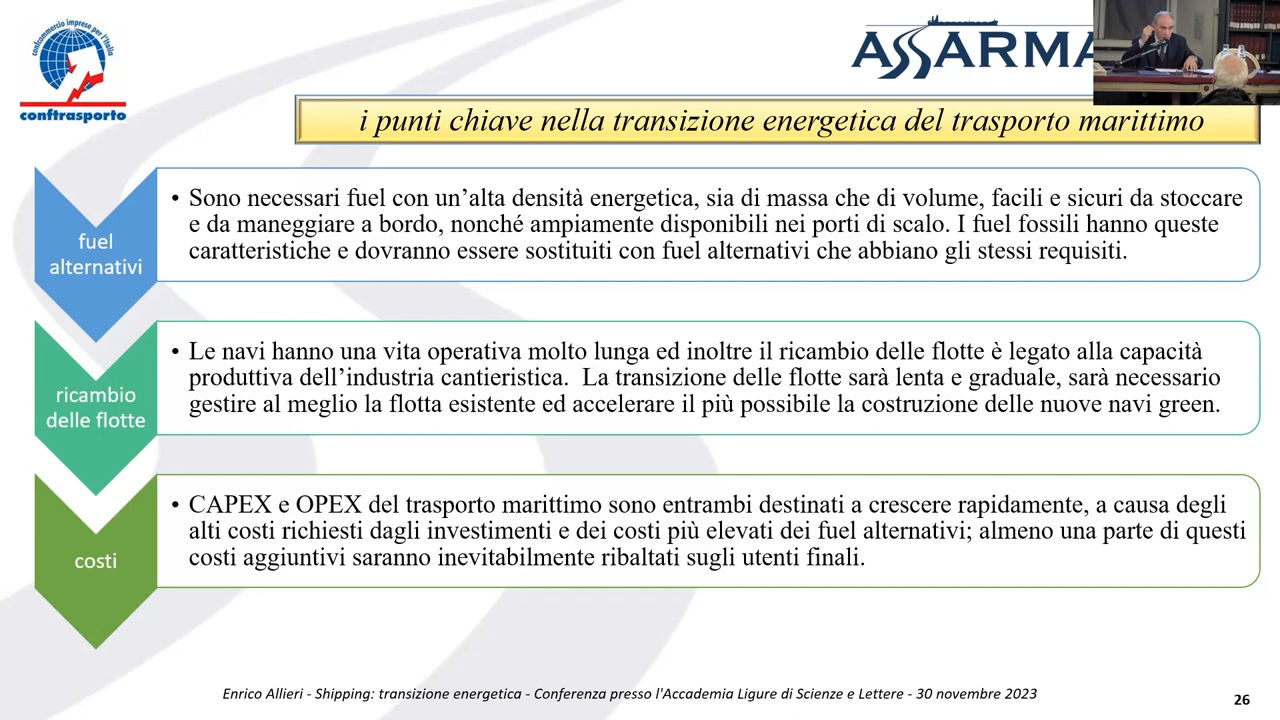 confcommercio imprese per l'italia
conftrasporto
ASSARMA
i punti chiave nella transizione energetica del trasporto marittimo
fuel
alternativi
• Sono necessari fuel con un’alta densità energetica, sia di massa che di volume, facili e sicuri da stoccare
e da maneggiare a bordo, nonché ampiamente disponibili nei porti di scalo. I fuel fossili hanno queste
caratteristiche e dovranno essere sostituiti con fuel alternativi che abbiano gli stessi requisiti.
ricambio
delle flotte
• Le navi hanno una vita operativa molto lunga ed inoltre il ricambio delle flotte è legato alla capacità
produttiva dell’industria cantieristica.  La transizione delle flotte sarà lenta e graduale, sarà necessario
gestire al meglio la flotta esistente ed accelerare il più possibile la costruzione delle nuove navi green.
costi
• CAPEX e OPEX del trasporto marittimo sono entrambi destinati a crescere rapidamente, a causa degli
alti costi richiesti dagli investimenti e dei costi più elevati dei fuel alternativi; almeno una parte di questi
costi aggiuntivi saranno inevitabilmente ribaltati sugli utenti finali.
Enrico Allieri - Shipping: transizione energetica - Conferenza presso l'Accademia Ligure di Scienze e Lettere - 30 novembre 2023
26